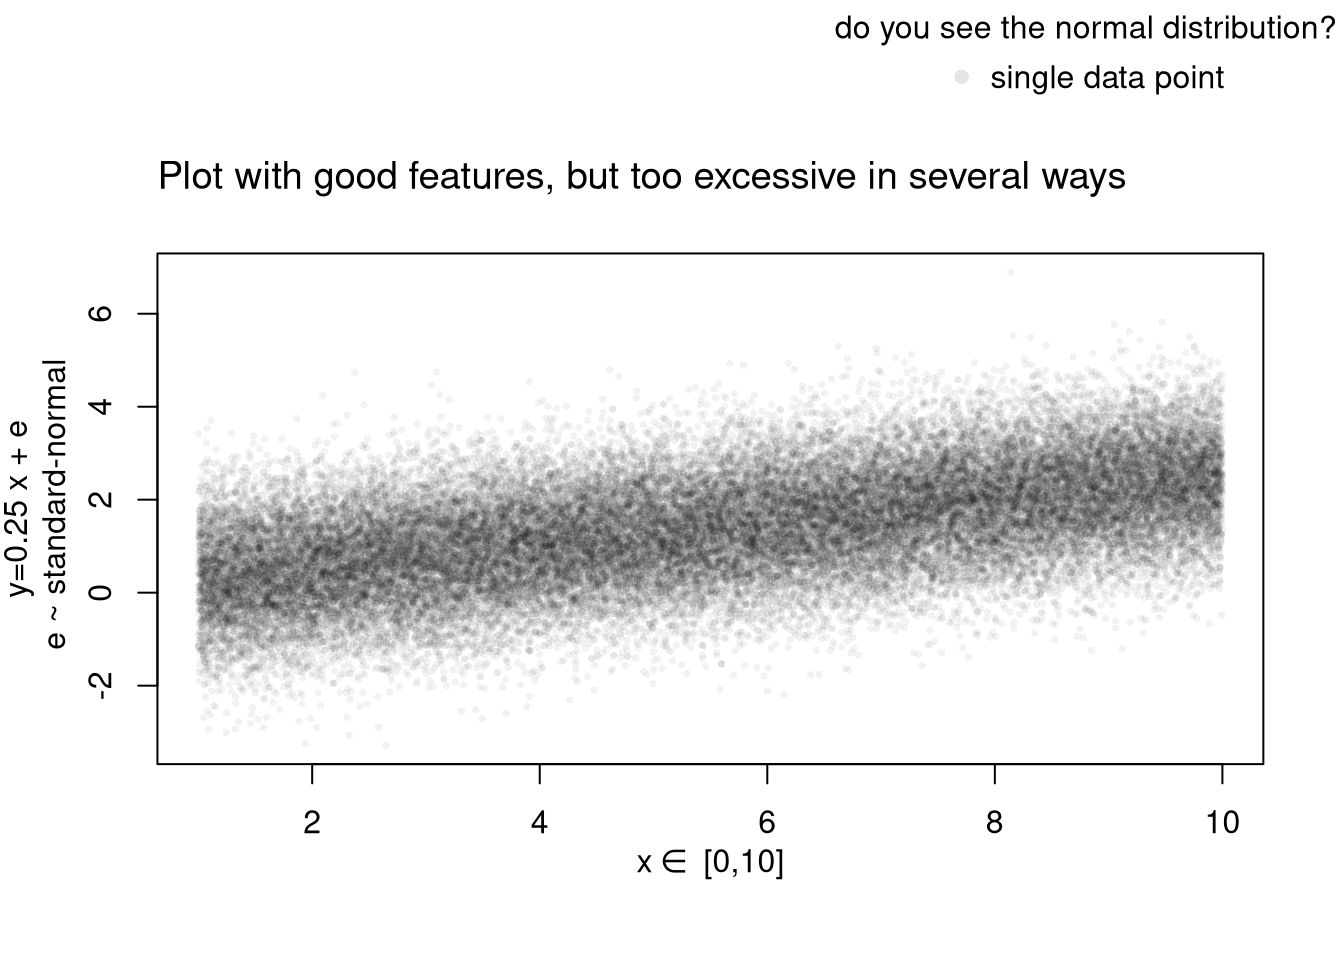 do you see the normal distribution?
single data point
Plot with good features, but too excessive in several ways
y=0.25 x + e
e ~ standard-normal
6
4
2
0
-2
2
4
6
8
10
x ∈ [0,10]